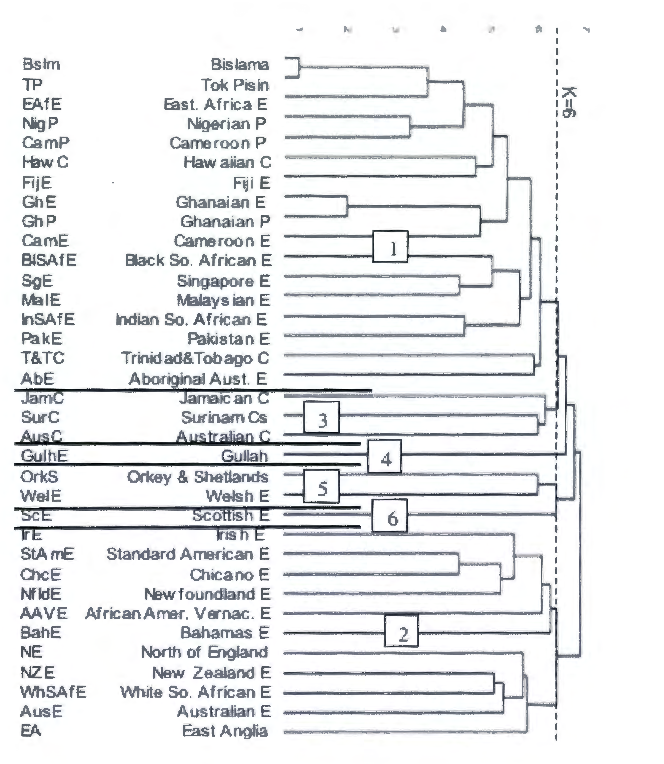 K=6
Bslm Bislama
TP Tok Pisin
EAfE East. Africa E
NigP Nigerian P
CamP Cameroon P
HawC Hawaiian C
FijE Fiji E
GhE Ghanaian E
GhP Ghanaian P
CamE Cameroon E
1
BlSAfE Black So. African E
SgE Singapore E
MalE Malaysian E
InSAfE Indian So. African E
PakE Pakistan E
T&TC Trinidad&Tobago C
AbE Aboriginal Aust. E
JamC Jamaican C
SurC Surinam Cs
3
AusC Australian C
GulhE Gullah
4
OrkS Orkey & Shetlands
5
WelE Welsh E
ScE Scottish E
6
IrE Irish E
StAmE Standard American E
ChcE Chicano E
NfldE Newfoundland E
AAVE African Amer. Vernac. E
BahE Bahamas E
2
NE North of England
NZE New Zealand E
WhSAfE White So. African E
AusE Australian E
EA East Anglia